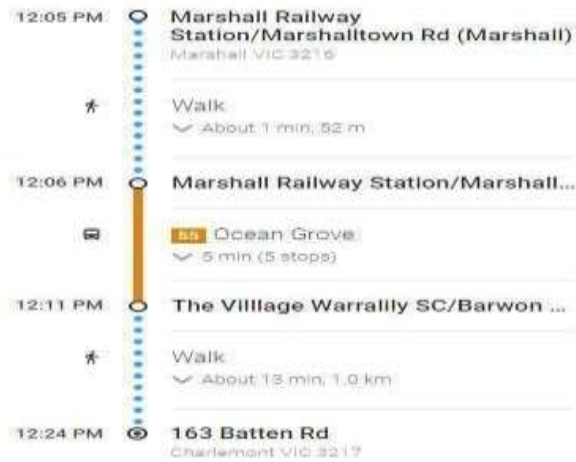 12:05 PM Marshall Railway
Station/Marshalltown Rd (Marshall)
Marshall VIC 3216
Walk
About 1 min, 52 m
12:06 PM Marshall Railway Station/Marshall...
55 Ocean Grove
5 min (5 stops)
12:11 PM The Villlage Warralily SC/Barwon ...
Walk
About 13 min, 1.0 km
12:24 PM 163 Batten Rd
Charlemont VIC 3217